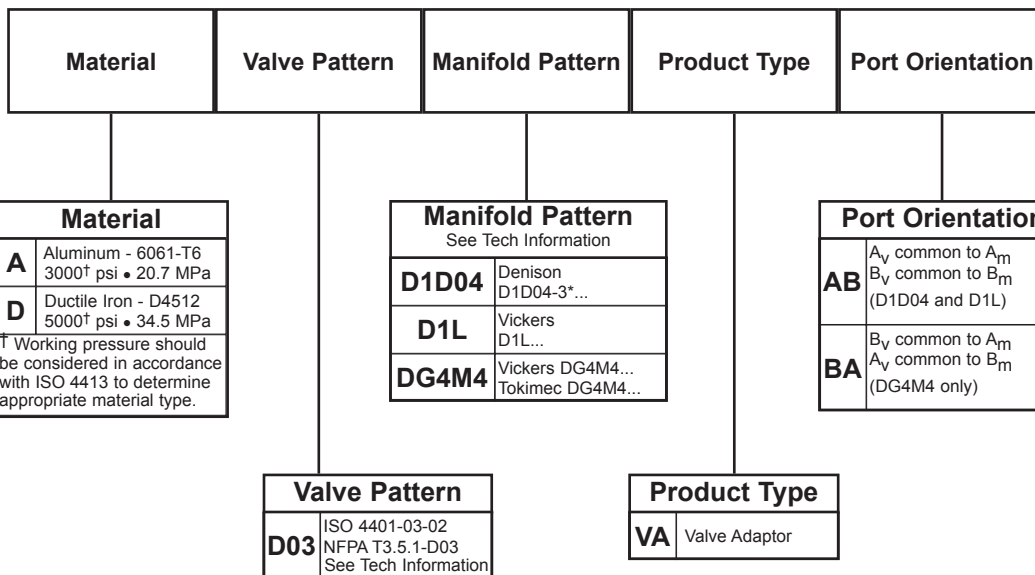 Material
Valve Pattern
Manifold Pattern
Product Type
Port Orientation
Material
A
Aluminum - 6061-T6
3000† psi • 20.7 MPa
D
Ductile Iron - D4512
5000† psi • 34.5 MPa
† Working pressure should
be considered in accordance
with ISO 4413 to determine
appropriate material type.
Manifold Pattern
See Tech Information
D1D04
Denison
D1D04-3*...
D1L
Vickers
D1L...
DG4M4
Vickers DG4M4...
Tokimec DG4M4...
Port Orientation
AB
Av common to Am
Bv common to Bm
(D1D04 and D1L)
BA
Bv common to Am
Av common to Bm
(DG4M4 only)
Valve Pattern
D03
ISO 4401-03-02
NFPA T3.5.1-D03
See Tech Information
Product Type
VA
Valve Adaptor